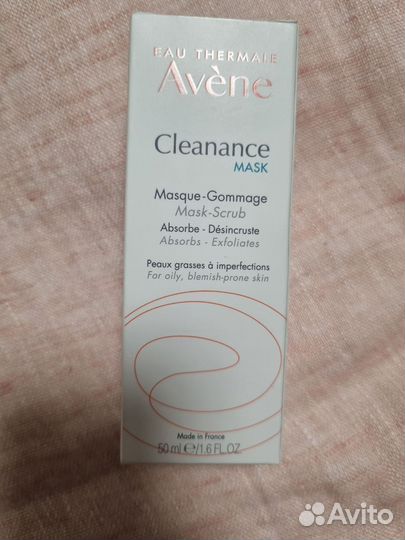 EAU THERMALE
Avène
Cleanance
MASK
Masque-Gommage
Mask-Scrub
Absorbe - Désincruste
Absorbs - Exfoliates
Peaux grasses à imperfections
For oily, blemish-prone skin
Made in France
50 ml ℮/1.6 FL.OZ.
Avito